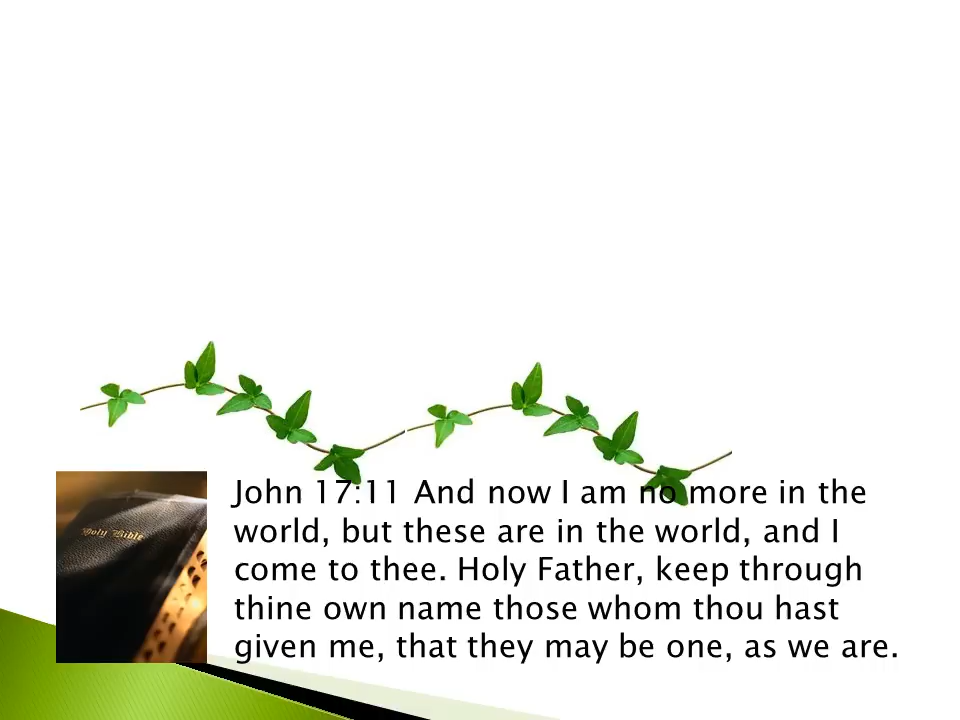 Holy Bible
John 17:11 And now I am no more in the
world, but these are in the world, and I
come to thee. Holy Father, keep through
thine own name those whom thou hast
given me, that they may be one, as we are.